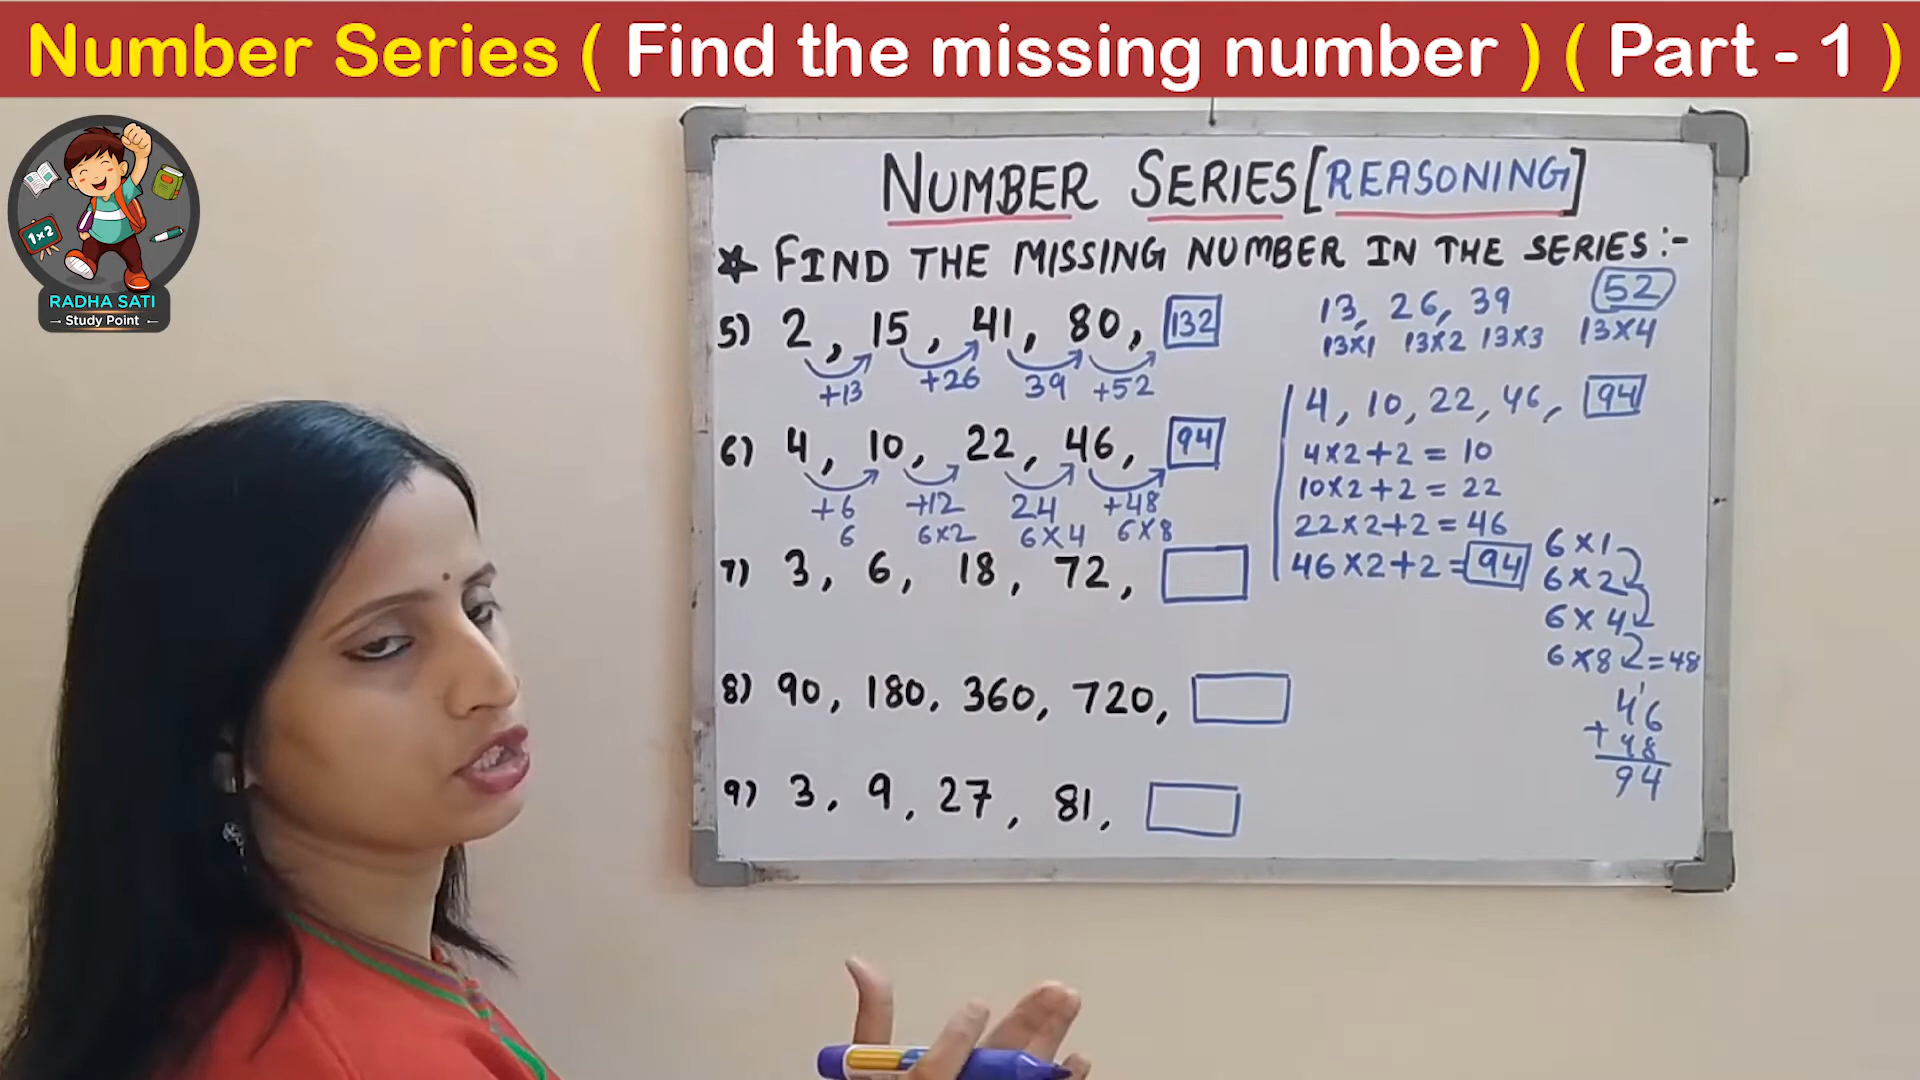 Number Series ( Find the missing number ) ( Part - 1 )
1x2
RADHA SATI
Study Point
NUMBER SERIES [REASONING]
☆ FIND THE MISSING NUMBER IN THE SERIES :-
5) 2, 15, 41, 80, 132
+13 +26 39 +52
13, 26, 39 52
13x1 13x2 13x3 13x4
6) 4, 10, 22, 46, 94
+6 +12 24 +48
6 6x2 6x4 6x8
4, 10, 22, 46, 94
4x2+2 = 10
10x2+2 = 22
22x2+2 = 46
46x2+2 = 94
6x1
6x2
6x4
6x8 = 48
46
+48
94
1
7) 3, 6, 18, 72,
8) 90, 180, 360, 720,
9) 3, 9, 27, 81,